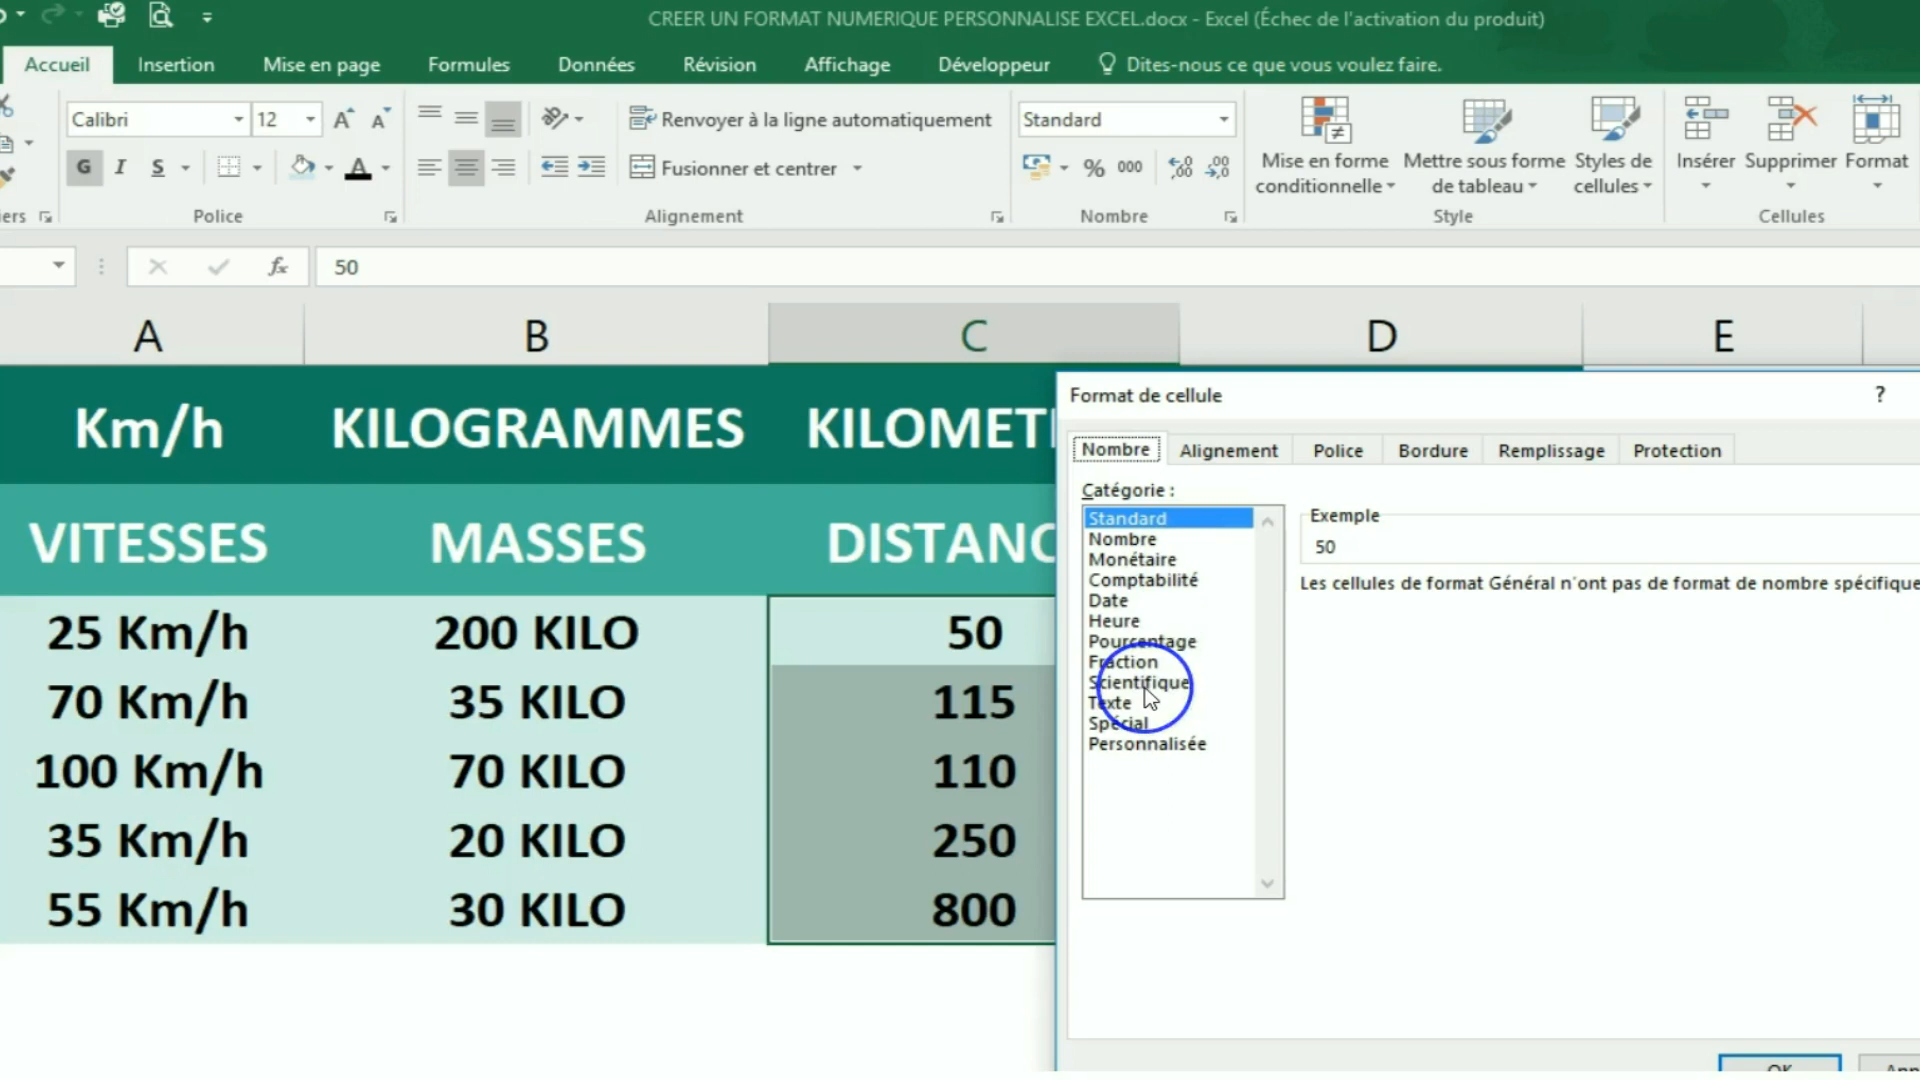 CREER UN FORMAT NUMERIQUE PERSONNALISE EXCEL.docx - Excel (Échec de l'activation du produit)
Accueil Insertion Mise en page Formules Données Révision Affichage Développeur Dites-nous ce que vous voulez faire.
Calibri 12 Renvoyer à la ligne automatiquement Standard
G I S A Fusionner et centrer % 000
Mise en forme conditionnelle Mettre sous forme de tableau Styles de cellules Insérer Supprimer Format
Police Alignement Nombre Style Cellules
fx 50
A B C D E
Km/h KILOGRAMMES
VITESSES MASSES
25 Km/h 200 KILO 50
70 Km/h 35 KILO 115
100 Km/h 70 KILO 110
35 Km/h 20 KILO 250
55 Km/h 30 KILO 800
Format de cellule ?
Nombre Alignement Police Bordure Remplissage Protection
Catégorie :
Standard
Nombre
Monétaire
Comptabilité
Date
Heure
Pourcentage
Fraction
Scientifique
Texte
Spécial
Personnalisée
Exemple
50
Les cellules de format Général n'ont pas de format de nombre spécifique
OK